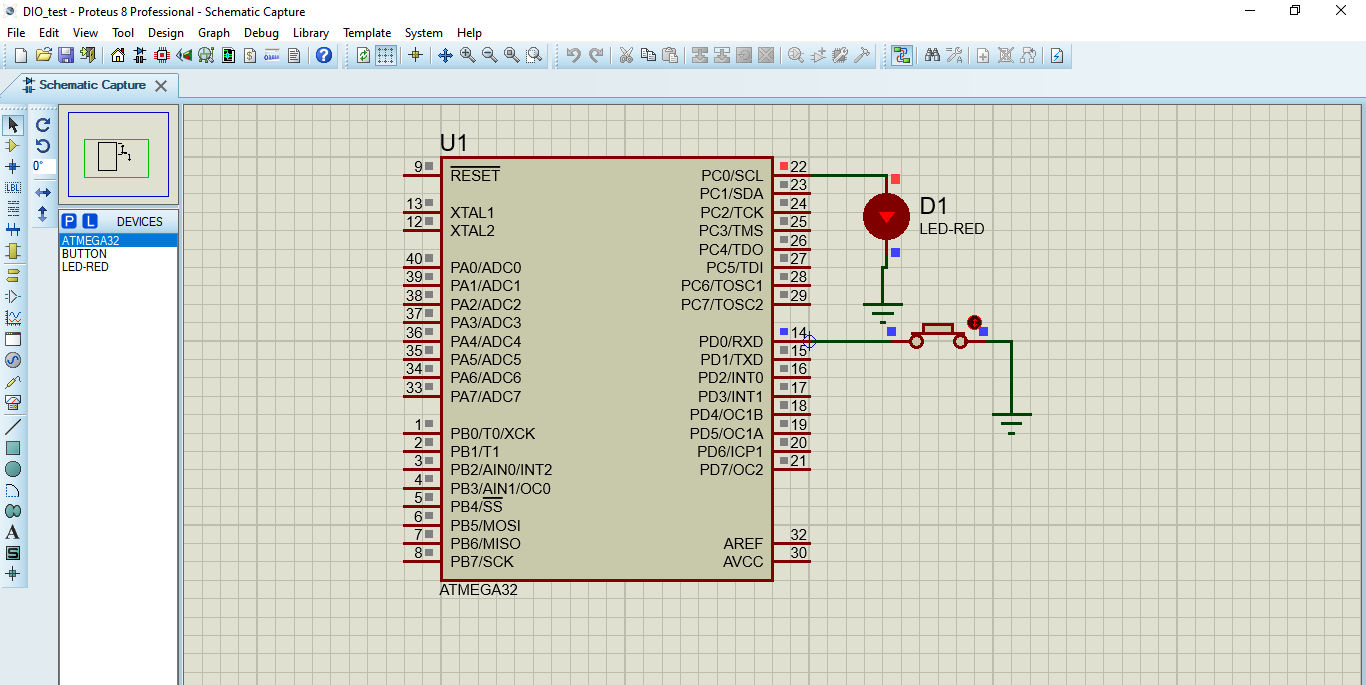 DIO_test - Proteus 8 Professional - Schematic Capture
File Edit View Tool Design Graph Debug Library Template System Help
Schematic Capture
0°
LBL
P L DEVICES
ATMEGA32
BUTTON
LED-RED
A
S
U1
9 RESET
13 XTAL1
12 XTAL2
40 PA0/ADC0
39 PA1/ADC1
38 PA2/ADC2
37 PA3/ADC3
36 PA4/ADC4
35 PA5/ADC5
34 PA6/ADC6
33 PA7/ADC7
1 PB0/T0/XCK
2 PB1/T1
3 PB2/AIN0/INT2
4 PB3/AIN1/OC0
5 PB4/SS
6 PB5/MOSI
7 PB6/MISO
8 PB7/SCK
PC0/SCL 22
PC1/SDA 23
PC2/TCK 24
PC3/TMS 25
PC4/TDO 26
PC5/TDI 27
PC6/TOSC1 28
PC7/TOSC2 29
PD0/RXD 14
PD1/TXD 15
PD2/INT0 16
PD3/INT1 17
PD4/OC1B 18
PD5/OC1A 19
PD6/ICP1 20
PD7/OC2 21
AREF 32
AVCC 30
ATMEGA32
D1
LED-RED